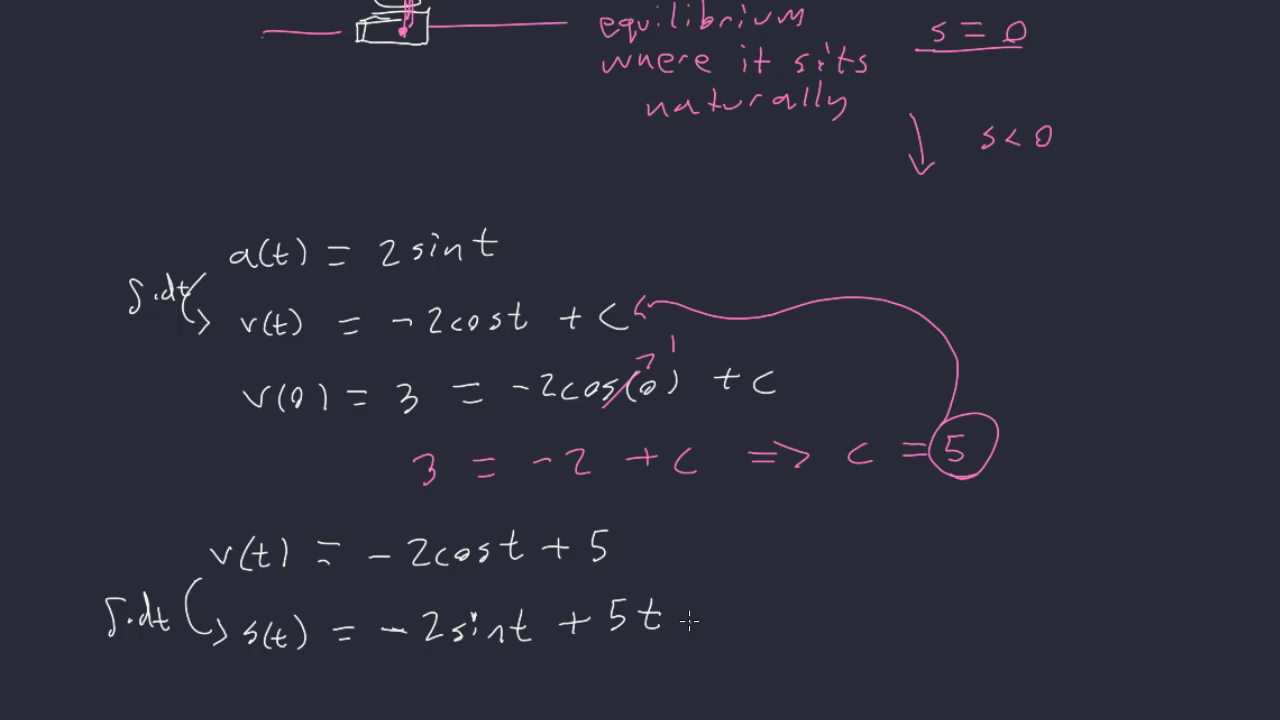 equilibrium
where it sits
naturally
s = 0
s < 0
a(t) = 2sint
∫·dt
v(t) = -2cost + C
1
v(0) = 3 = -2cos(0) + C
3 = -2 + C => C = 5
v(t) = -2cost + 5
∫·dt s(t) = -2sint + 5t